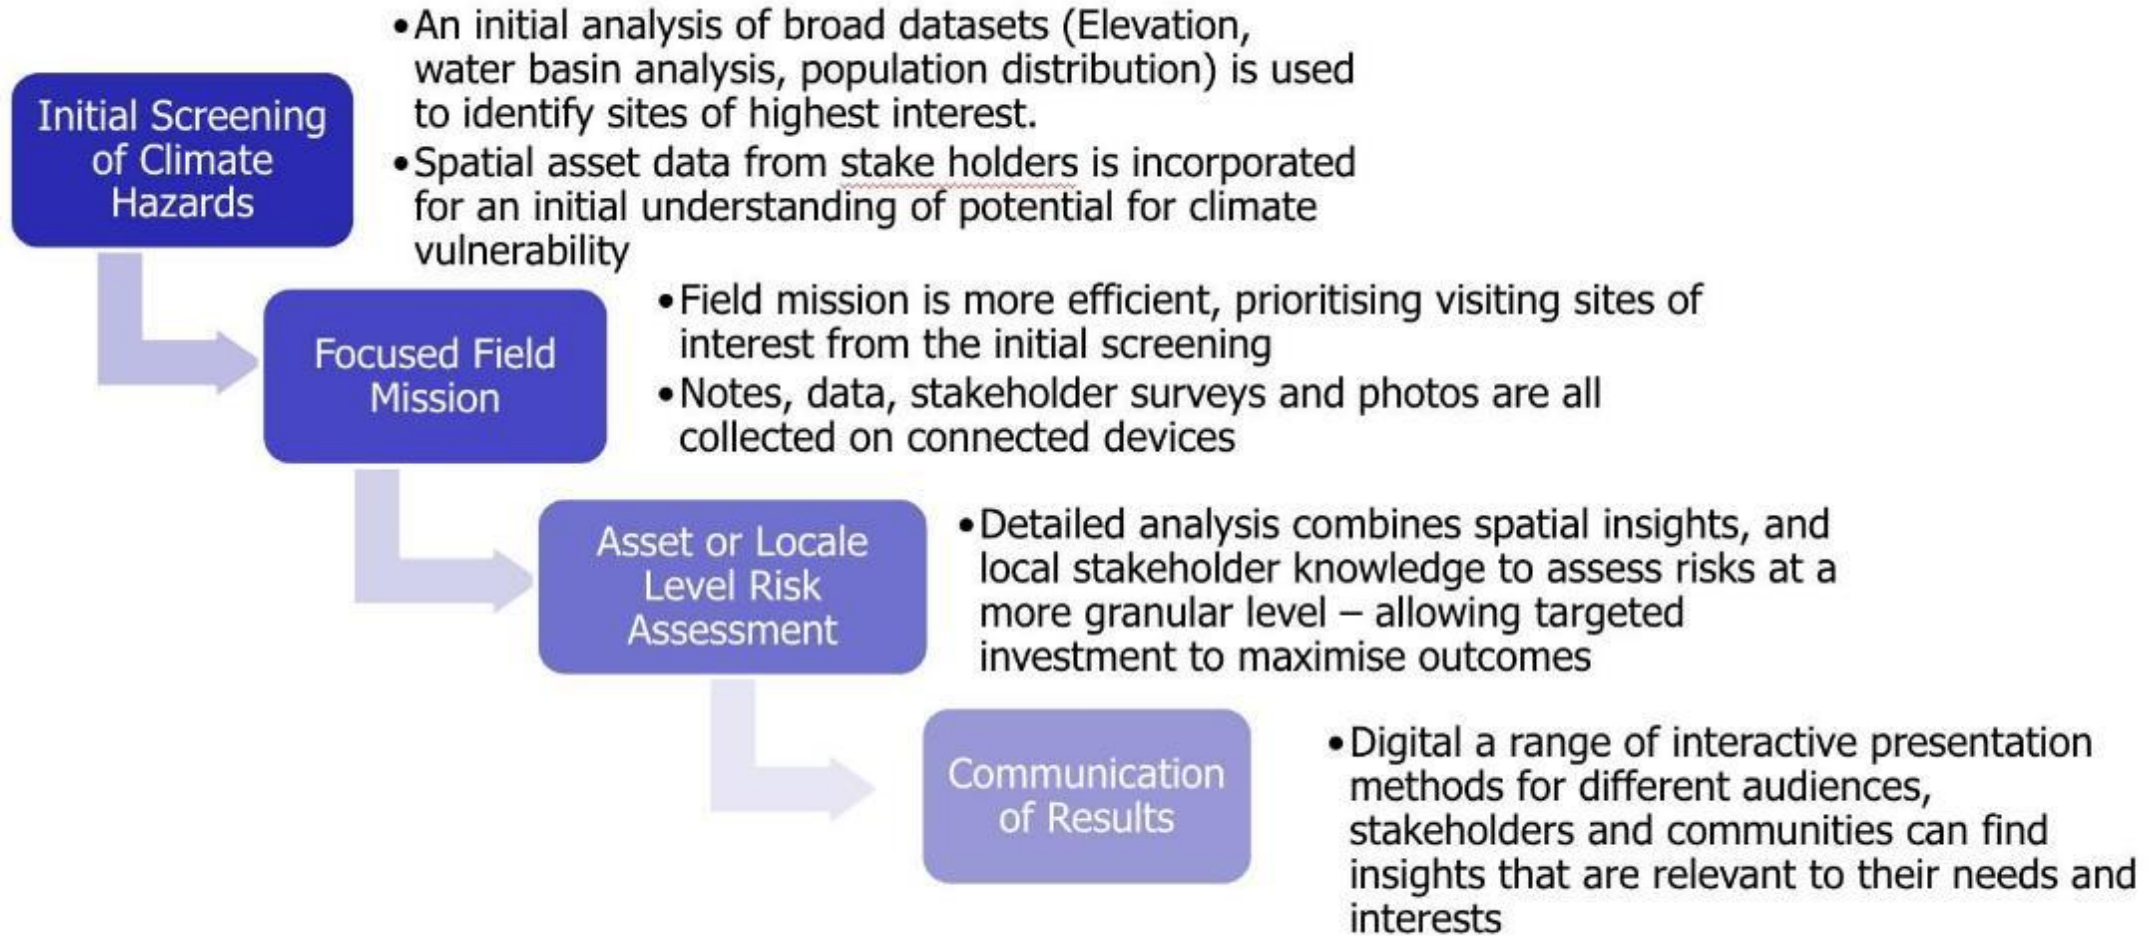 Initial Screening
of Climate
Hazards
•An initial analysis of broad datasets (Elevation,
water basin analysis, population distribution) is used
to identify sites of highest interest.
•Spatial asset data from stake holders is incorporated
for an initial understanding of potential for climate
vulnerability
Focused Field
Mission
•Field mission is more efficient, prioritising visiting sites of
interest from the initial screening
•Notes, data, stakeholder surveys and photos are all
collected on connected devices
Asset or Locale
Level Risk
Assessment
•Detailed analysis combines spatial insights, and
local stakeholder knowledge to assess risks at a
more granular level – allowing targeted
investment to maximise outcomes
Communication
of Results
•Digital a range of interactive presentation
methods for different audiences,
stakeholders and communities can find
insights that are relevant to their needs and
interests